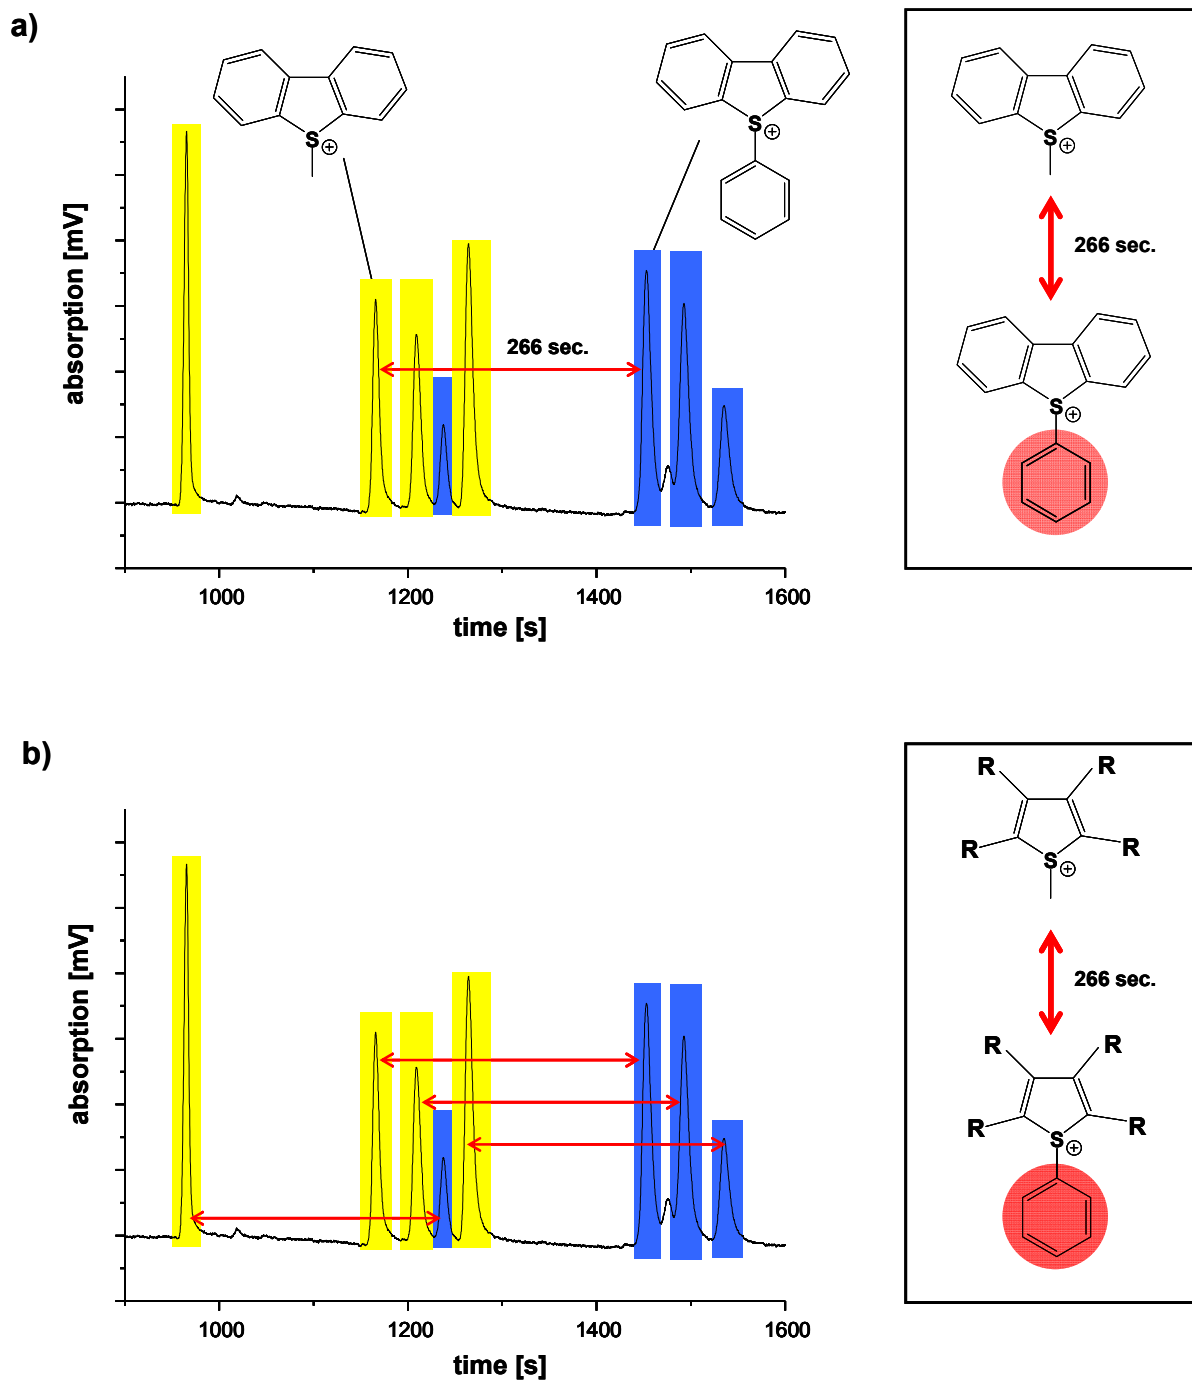 a)
S
⊕
S
⊕
absorption [mV]
266 sec.
1000
1200
1400
1600
time [s]
S
⊕
266 sec.
S
⊕
b)
absorption [mV]
1000
1200
1400
1600
time [s]
R
R
R
R
S
⊕
266 sec.
R
R
R
R
S
⊕